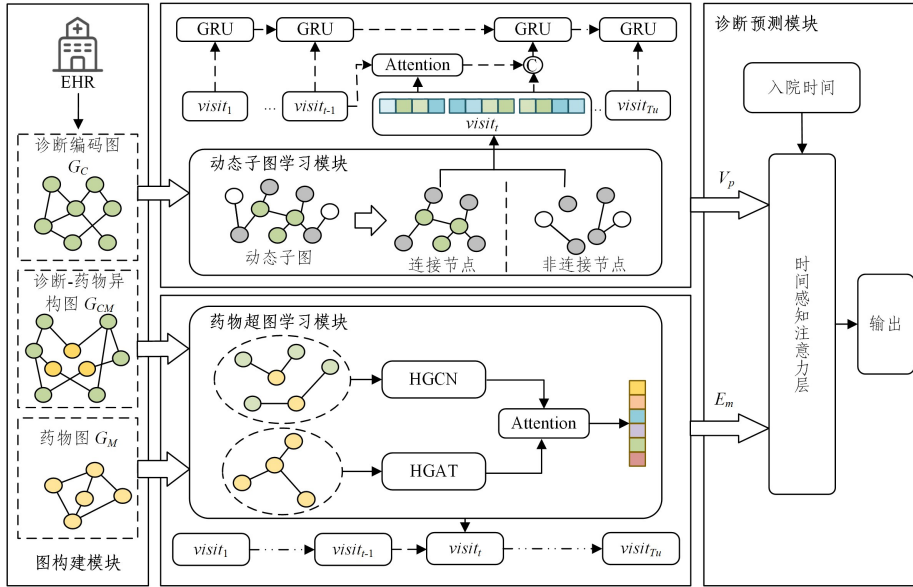 EHR
诊断编码图
G_C
诊断-药物异
构图 G_CM
药物图 G_M
图构建模块
GRU
GRU
GRU
GRU
Attention
C
visit_1
...
visit_t-1
visit_t
...
visit_Tu
动态子图学习模块
动态子图
连接节点
非连接节点
药物超图学习模块
HGCN
HGAT
Attention
visit_1
visit_t-1
visit_t
visit_Tu
V_p
E_m
诊断预测模块
入院时间
时间感知注意力层
输出